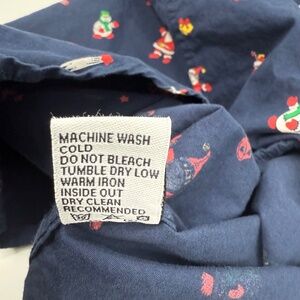 MACHINE WASH
COLD
DO NOT BLEACH
TUMBLE DRY LOW
WARM IRON
INSIDE OUT
DRY CLEAN
RECOMMENDED